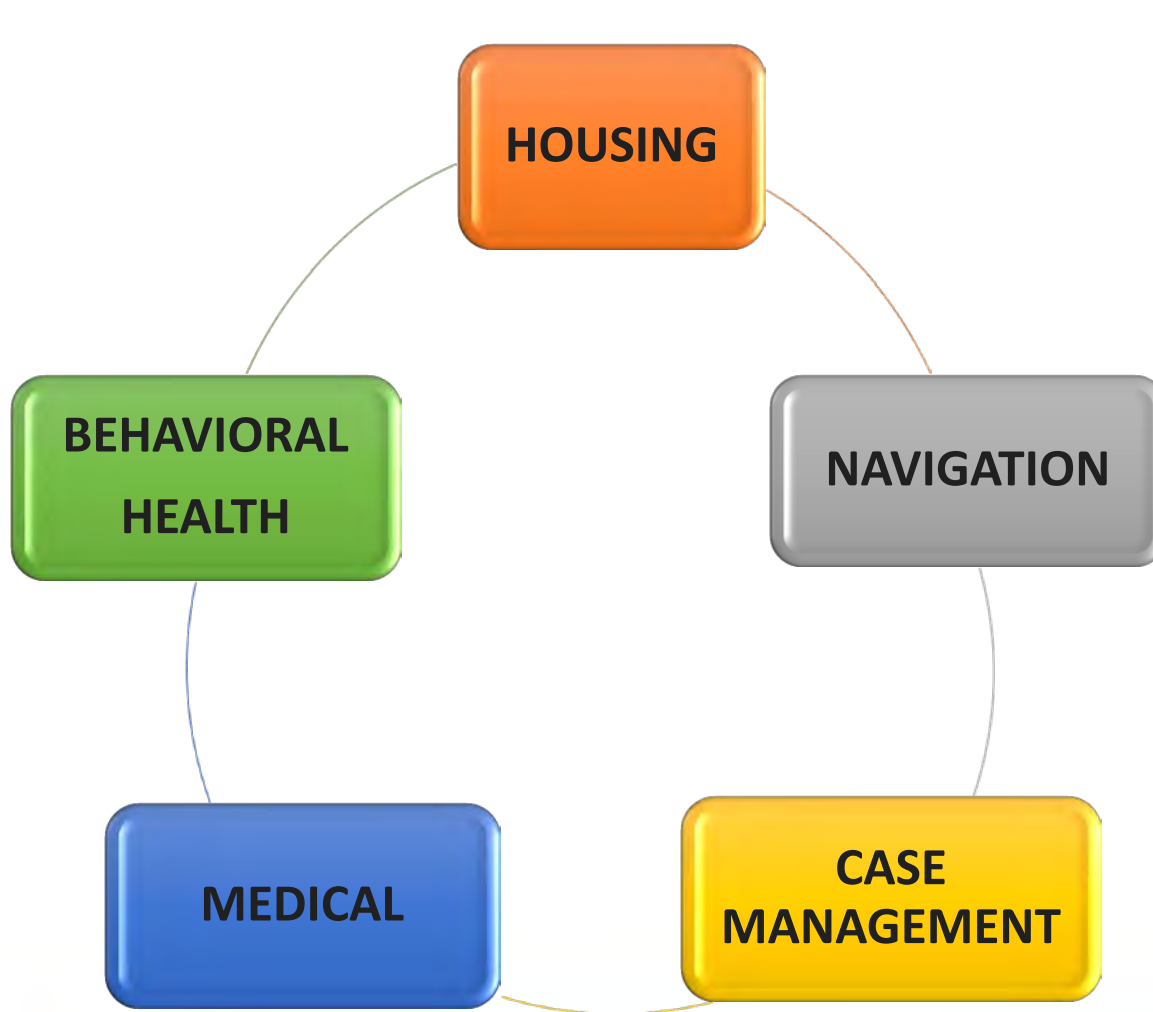 HOUSING
BEHAVIORAL
HEALTH
NAVIGATION
MEDICAL
CASE
MANAGEMENT